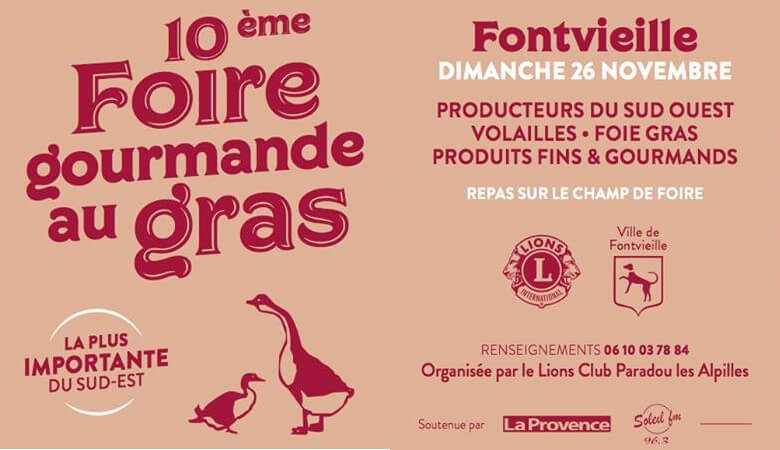 10 ème
Foire
gourmande
au gras
LA PLUS
IMPORTANTE
DU SUD-EST
Fontvieille
DIMANCHE 26 NOVEMBRE
PRODUCTEURS DU SUD OUEST
VOLAILLES • FOIE GRAS
PRODUITS FINS & GOURMANDS
REPAS SUR LE CHAMP DE FOIRE
LIONS
L
INTERNATIONAL
Ville de
Fontvieille
RENSEIGNEMENTS 06 10 03 78 84
Organisée par le Lions Club Paradou les Alpilles
Soutenue par
La Provence
Soleil fm
96.3